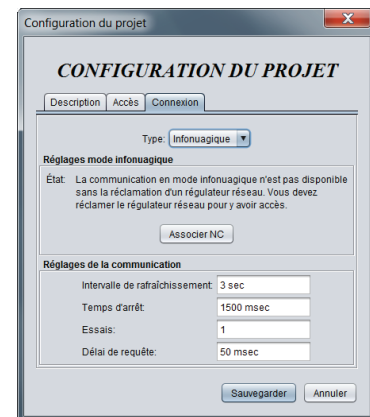 Configuration du projet
CONFIGURATION DU PROJET
Description Accès Connexion
Type: Infonuagique
Réglages mode infonuagique
État: La communication en mode infonuagique n'est pas disponible
sans la réclamation d'un régulateur réseau. Vous devez
réclamer le régulateur réseau pour y avoir accès.
Associer NC
Réglages de la communication
Intervalle de rafraîchissement: 3 sec
Temps d'arrêt: 1500 msec
Essais: 1
Délai de requête: 50 msec
Sauvegarder Annuler